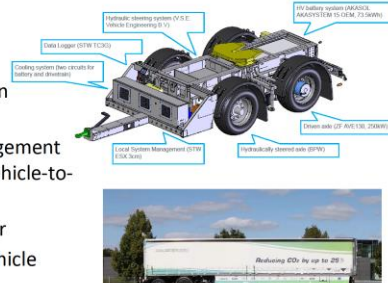 Hydraulic steering system (V.S.E
Vehicle Engineering B.V)
HV battery system (AKASOL
AKASYSTEM 15 OEM, 73.5kWh)
Data Logger (STW TC3G)
Cooling system (two circuits for
battery and drivetrain)
n
Driven axle (ZF AVE130, 250kW)
gement
Local System Management (STW
ESX 3cm)
Hydraulically steered axle (BPW)
ehicle-to-
r
hicle
Reducing CO₂ by up to 25